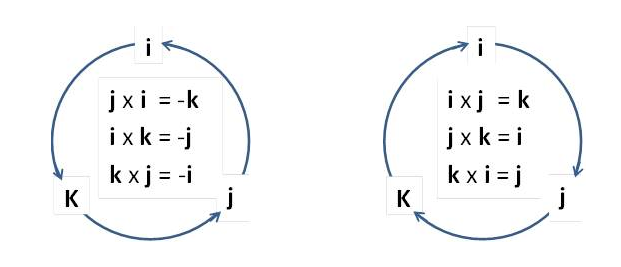 i
j x i = -k
i x k = -j
k x j = -i
K
j
i
i x j = k
j x k = i
k x i = j
K
j